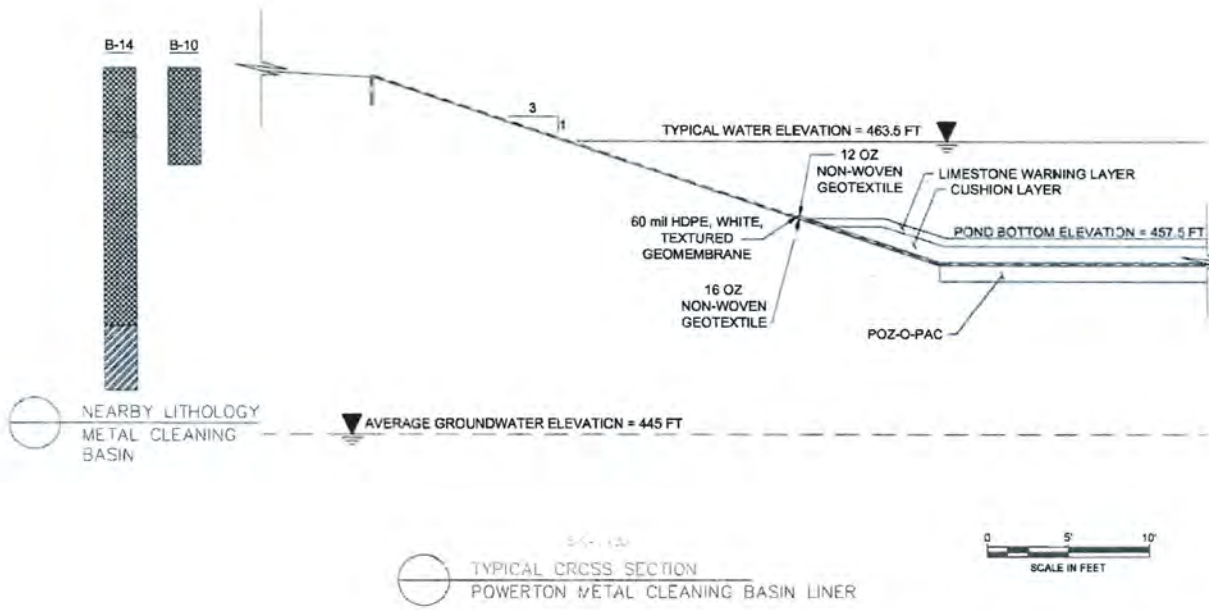 B-14
B-10
3
1
TYPICAL WATER ELEVATION = 463.5 FT
12 OZ
NON-WOVEN
GEOTEXTILE
LIMESTONE WARNING LAYER
CUSHION LAYER
60 mil HDPE, WHITE,
TEXTURED
GEOMEMBRANE
POND BOTTOM ELEVATION = 457.5 FT
16 OZ
NON-WOVEN
GEOTEXTILE
POZ-O-PAC
NEARBY LITHOLOGY
METAL CLEANING
BASIN
AVERAGE GROUNDWATER ELEVATION = 445 FT
0 5' 10'
SCALE IN FEET
TYPICAL CROSS SECTION
POWERTON METAL CLEANING BASIN LINER